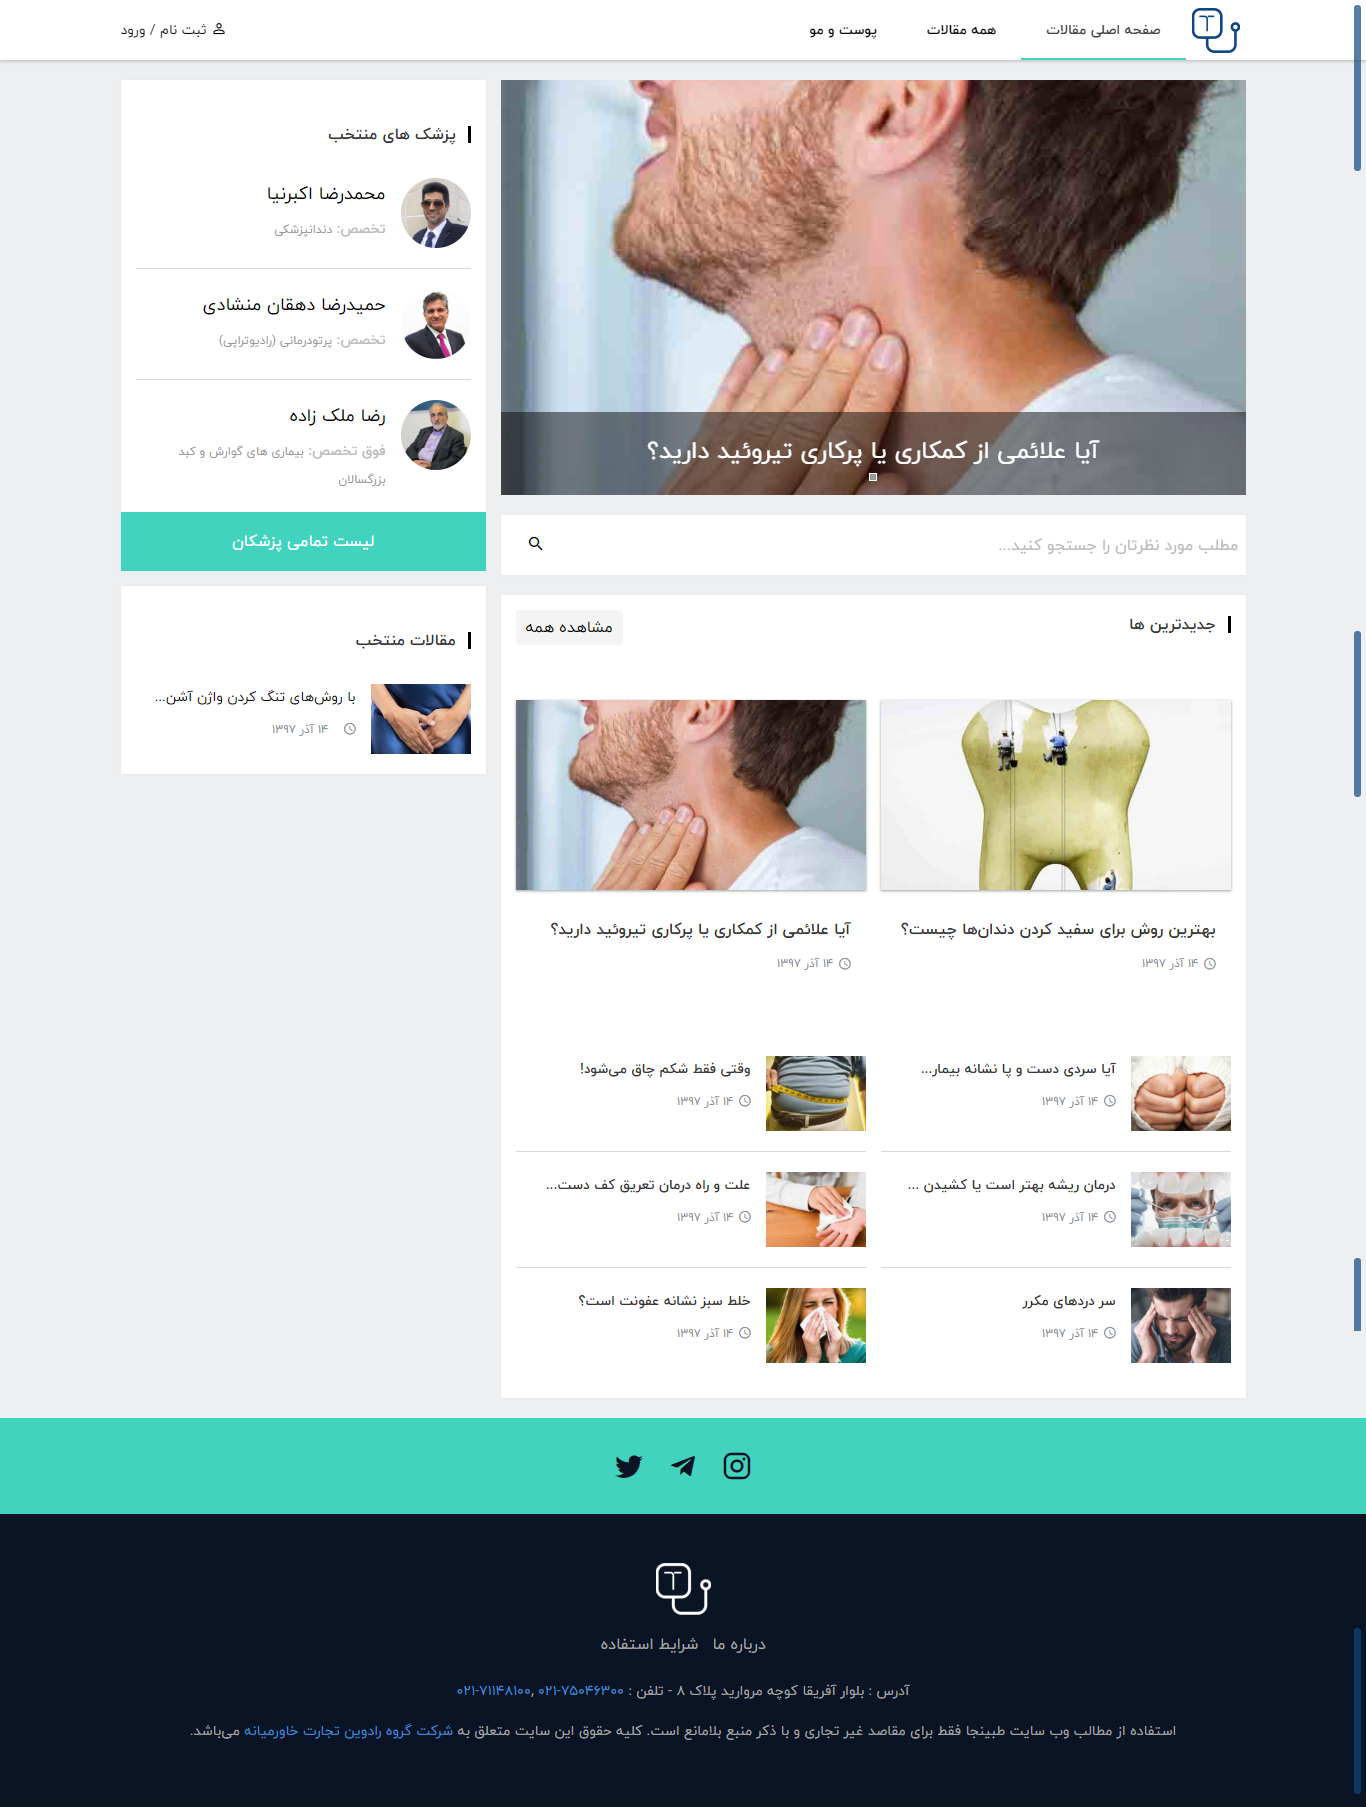 صفحه اصلی مقالات
همه مقالات
پوست و مو
ثبت نام / ورود
آیا علائمی از کمکاری یا پرکاری تیروئید دارید؟
مطلب مورد نظرتان را جستجو کنید...
جدیدترین ها
مشاهده همه
بهترین روش برای سفید کردن دندان‌ها چیست؟
۱۴ آذر ۱۳۹۷
آیا علائمی از کمکاری یا پرکاری تیروئید دارید؟
۱۴ آذر ۱۳۹۷
آیا سردی دست و پا نشانه بیمار...
۱۴ آذر ۱۳۹۷
وقتی فقط شکم چاق می‌شود!
۱۴ آذر ۱۳۹۷
درمان ریشه بهتر است یا کشیدن ...
۱۴ آذر ۱۳۹۷
علت و راه درمان تعریق کف دست...
۱۴ آذر ۱۳۹۷
سر دردهای مکرر
۱۴ آذر ۱۳۹۷
خلط سبز نشانه عفونت است؟
۱۴ آذر ۱۳۹۷
پزشک های منتخب
محمدرضا اکبرنیا
تخصص: دندانپزشکی
حمیدرضا دهقان منشادی
تخصص: پرتودرمانی (رادیوتراپی)
رضا ملک زاده
فوق تخصص: بیماری های گوارش و کبد
بزرگسالان
لیست تمامی پزشکان
مقالات منتخب
با روش‌های تنگ کردن واژن آشن...
۱۴ آذر ۱۳۹۷
درباره ما
شرایط استفاده
آدرس : بلوار آفریقا کوچه مروارید پلاک ۸ - تلفن : ۰۲۱-۷۵۰۴۶۳۰۰ ,۰۲۱-۷۱۱۴۸۱۰۰
استفاده از مطالب وب سایت طبینجا فقط برای مقاصد غیر تجاری و با ذکر منبع بلامانع است. کلیه حقوق این سایت متعلق به شرکت گروه رادوین تجارت خاورمیانه می‌باشد.